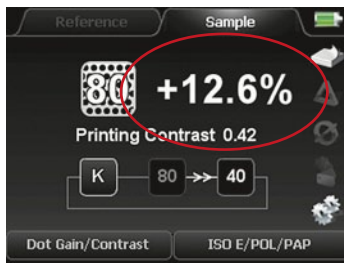 Reference Sample
80 +12.6%
Printing Contrast 0.42
K 80 >> 40
Dot Gain/Contrast ISO E/POL/PAP